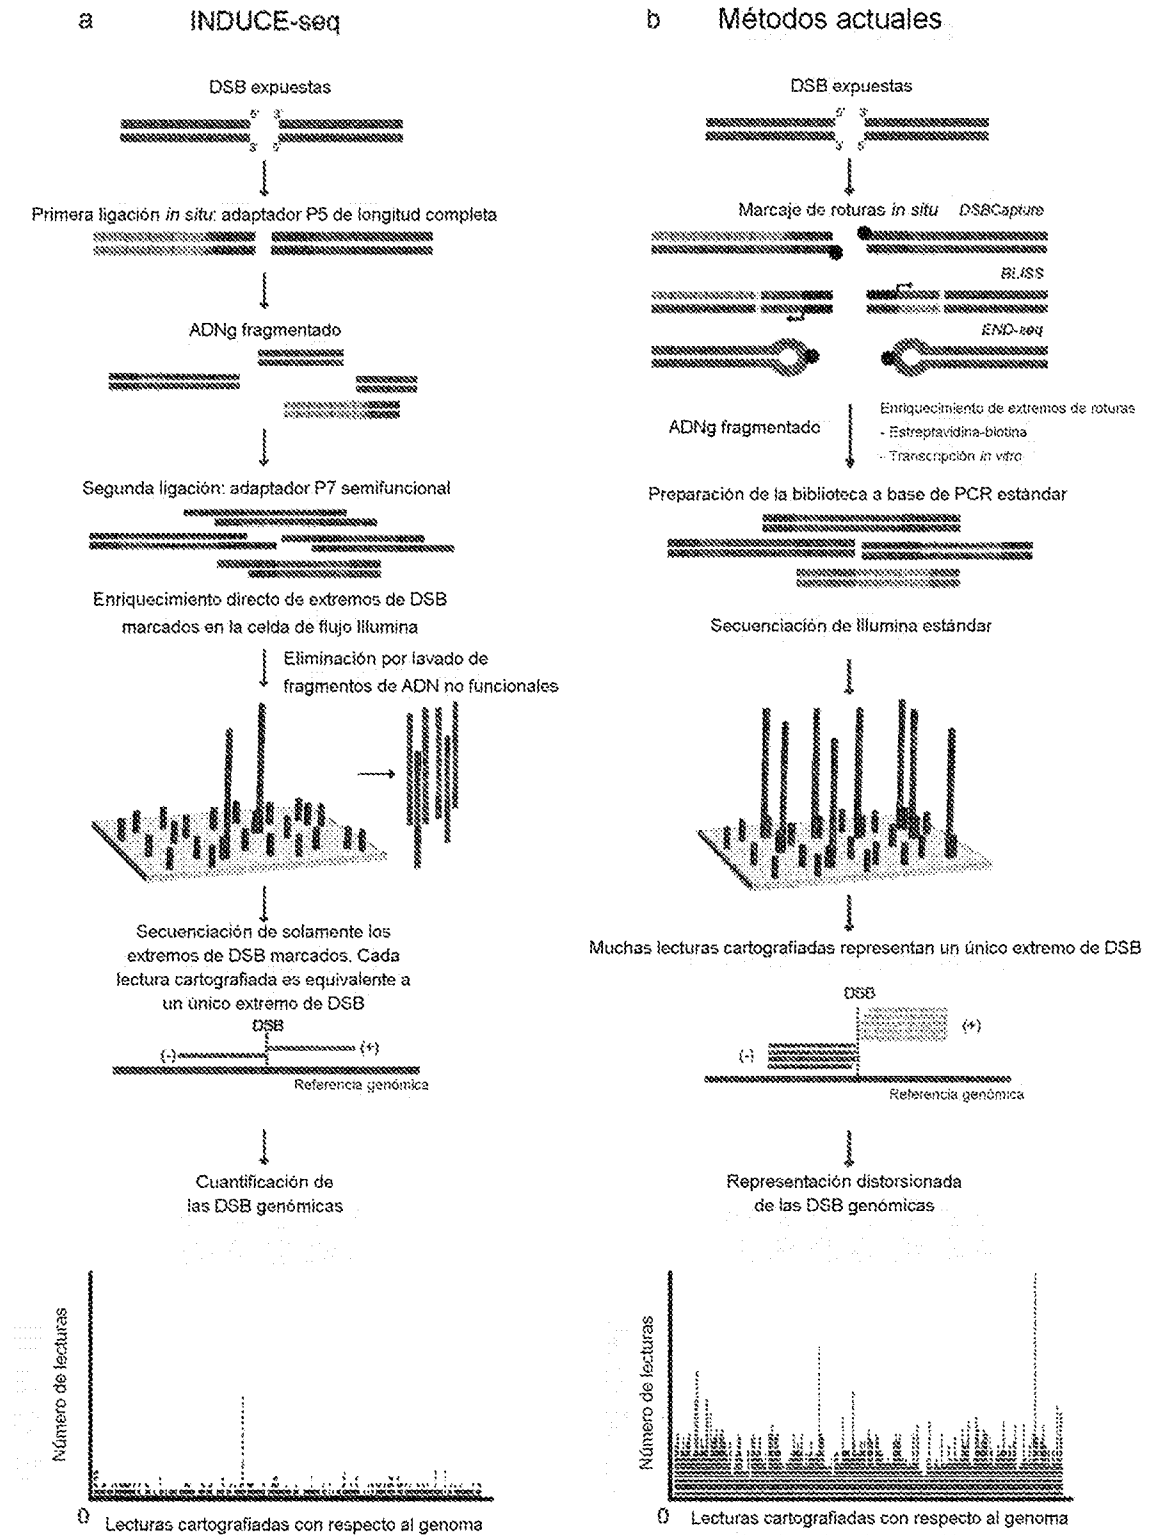 a
INDUCE-seq
DSB expuestas
5' 3'
3' 5'
Primera ligación in situ: adaptador P5 de longitud completa
ADNg fragmentado
Segunda ligación: adaptador P7 semifuncional
Enriquecimiento directo de extremos de DSB
marcados en la celda de flujo Illumina
Eliminación por lavado de
fragmentos de ADN no funcionales
Secuenciación de solamente los
extremos de DSB marcados. Cada
lectura cartografiada es equivalente a
un único extremo de DSB
DSB
(-)
(+)
Referencia genómica
Cuantificación de
las DSB genómicas
Número de lecturas
0
Lecturas cartografiadas con respecto al genoma
b
Métodos actuales
DSB expuestas
5' 3'
3' 5'
Marcaje de roturas in situ
DSBCapture
BLISS
END-seq
ADNg fragmentado
Enriquecimiento de extremos de roturas
- Estreptavidina-biotina
- Transcripción in vitro
Preparación de la biblioteca a base de PCR estándar
Secuenciación de Illumina estándar
Muchas lecturas cartografiadas representan un único extremo de DSB
DSB
(+)
(-)
Referencia genómica
Representación distorsionada
de las DSB genómicas
Número de lecturas
0
Lecturas cartografiadas con respecto al genoma